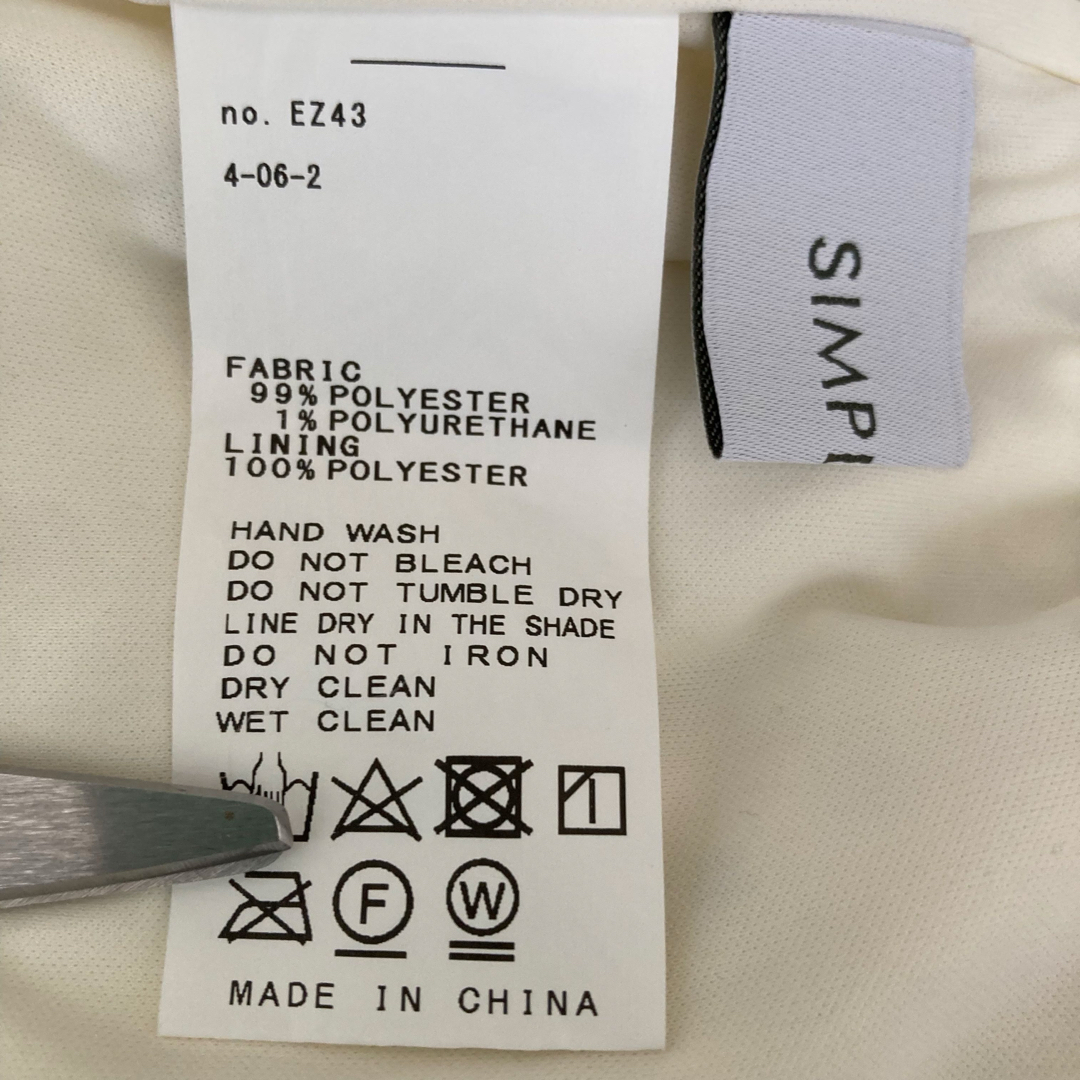 no. EZ43
4-06-2
FABRIC
99% POLYESTER
1% POLYURETHANE
LINING
100% POLYESTER
HAND WASH
DO NOT BLEACH
DO NOT TUMBLE DRY
LINE DRY IN THE SHADE
DO NOT IRON
DRY CLEAN
WET CLEAN
F W
MADE IN CHINA
SIMP